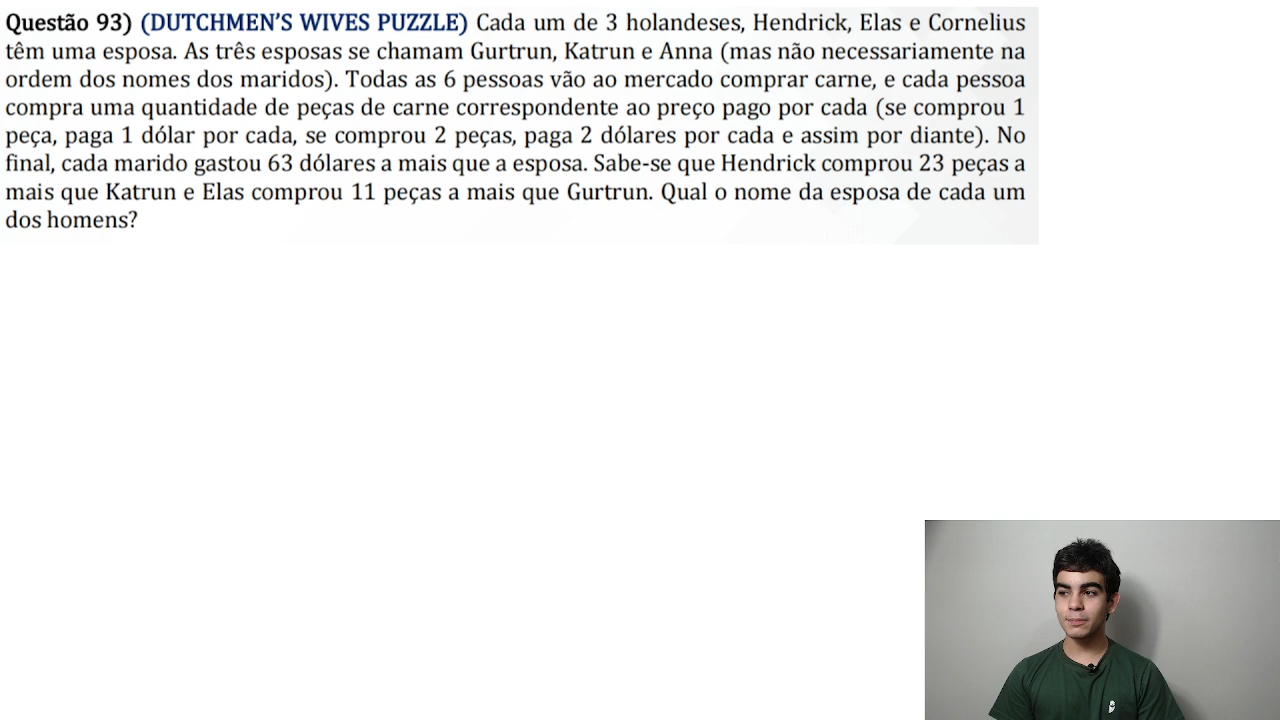 Questão 93) (DUTCHMEN’S WIVES PUZZLE) Cada um de 3 holandeses, Hendrick, Elas e Cornelius
têm uma esposa. As três esposas se chamam Gurtrun, Katrun e Anna (mas não necessariamente na
ordem dos nomes dos maridos). Todas as 6 pessoas vão ao mercado comprar carne, e cada pessoa
compra uma quantidade de peças de carne correspondente ao preço pago por cada (se comprou 1
peça, paga 1 dólar por cada, se comprou 2 peças, paga 2 dólares por cada e assim por diante). No
final, cada marido gastou 63 dólares a mais que a esposa. Sabe-se que Hendrick comprou 23 peças a
mais que Katrun e Elas comprou 11 peças a mais que Gurtrun. Qual o nome da esposa de cada um
dos homens?